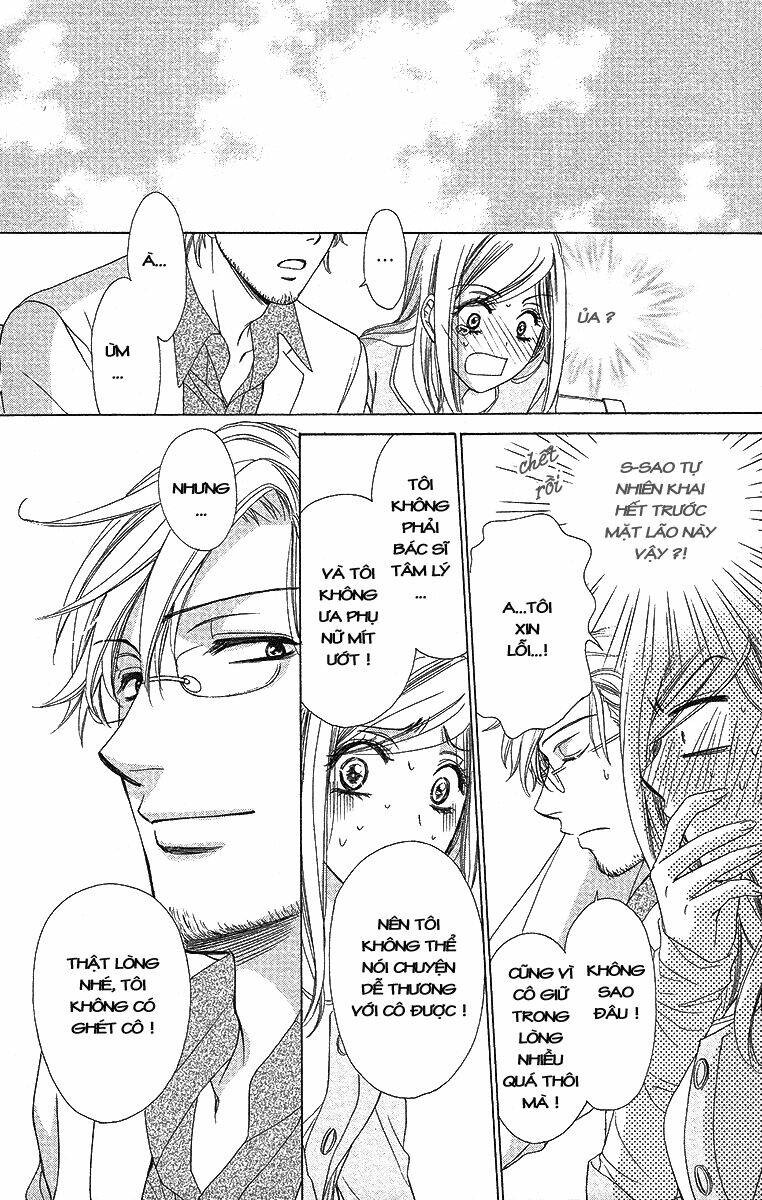 ỦA ?
...
À...
ỪM
...
S-SAO TỰ
NHIÊN KHAI
HẾT TRƯỚC
MẶT LÃO NÀY
VẬY ?!
chết
rồi
A...TÔI
XIN
LỖI...!
KHÔNG
SAO
ĐÂU !
CŨNG VÌ
CÔ GIỮ
TRONG
LÒNG
NHIỀU
QUÁ THÔI
MÀ !
TÔI
KHÔNG
PHẢI
BÁC SĨ
TÂM LÝ
...
VÀ TÔI
KHÔNG
ƯA PHỤ
NỮ MÍT
ƯỚT !
NÊN TÔI
KHÔNG THỂ
NÓI CHUYỆN
DỄ THƯƠNG
VỚI CÔ ĐƯỢC !
NHƯNG
...
THẬT LÒNG
NHÉ, TÔI
KHÔNG CÓ
GHÉT CÔ !